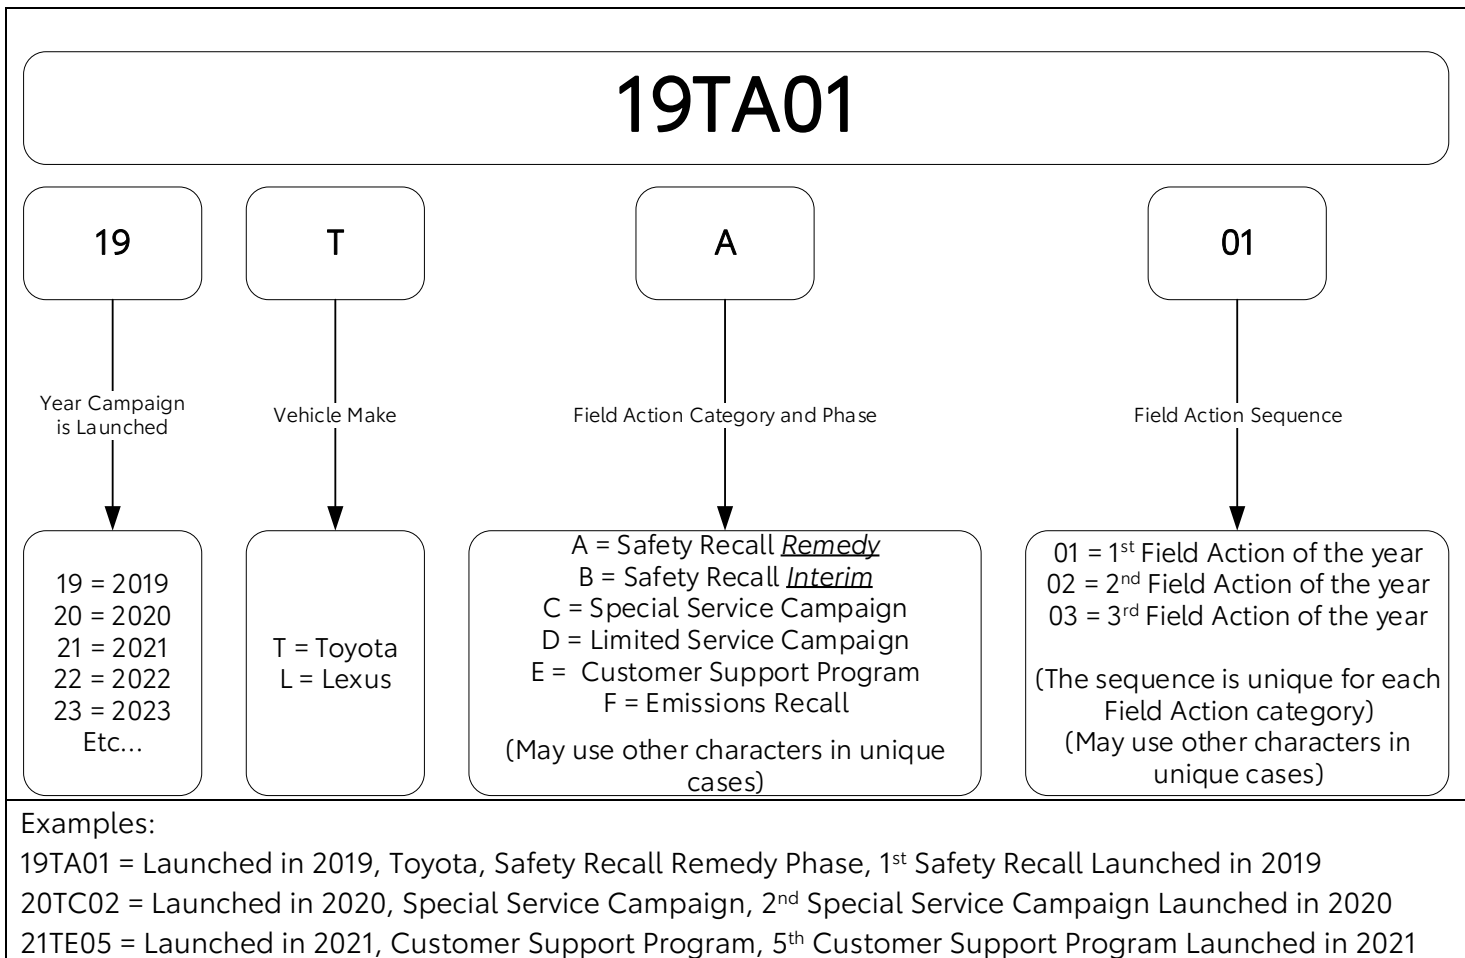 19TA01
19
T
A
01
Year Campaign
is Launched
Vehicle Make
Field Action Category and Phase
Field Action Sequence
19 = 2019
20 = 2020
21 = 2021
22 = 2022
23 = 2023
Etc...
T = Toyota
L = Lexus
A = Safety Recall Remedy
B = Safety Recall Interim
C = Special Service Campaign
D = Limited Service Campaign
E =  Customer Support Program
F = Emissions Recall
(May use other characters in unique
cases)
01 = 1st Field Action of the year
02 = 2nd Field Action of the year
03 = 3rd Field Action of the year
(The sequence is unique for each
Field Action category)
(May use other characters in
unique cases)
Examples:
19TA01 = Launched in 2019, Toyota, Safety Recall Remedy Phase, 1st Safety Recall Launched in 2019
20TC02 = Launched in 2020, Special Service Campaign, 2nd Special Service Campaign Launched in 2020
21TE05 = Launched in 2021, Customer Support Program, 5th Customer Support Program Launched in 2021